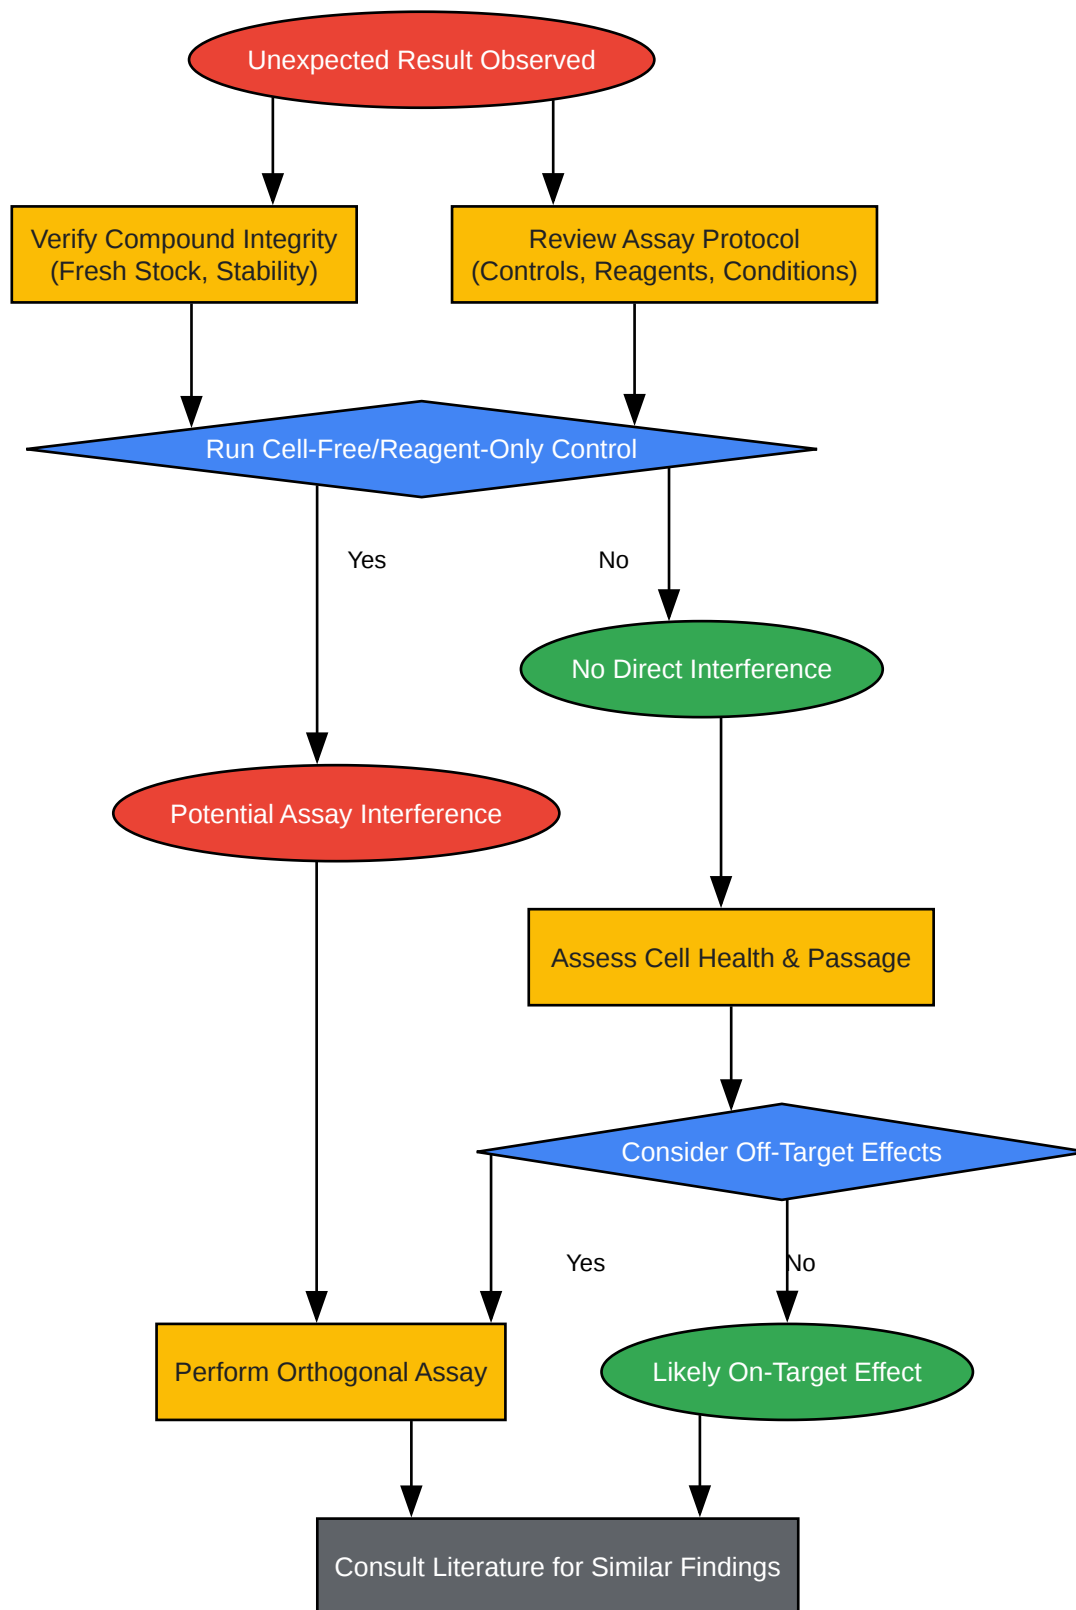 Unexpected Result Observed
Verify Compound Integrity
(Fresh Stock, Stability)
Review Assay Protocol
(Controls, Reagents, Conditions)
Run Cell-Free/Reagent-Only Control
Yes
No
No Direct Interference
Potential Assay Interference
Assess Cell Health & Passage
Consider Off-Target Effects
Yes
No
Perform Orthogonal Assay
Likely On-Target Effect
Consult Literature for Similar Findings